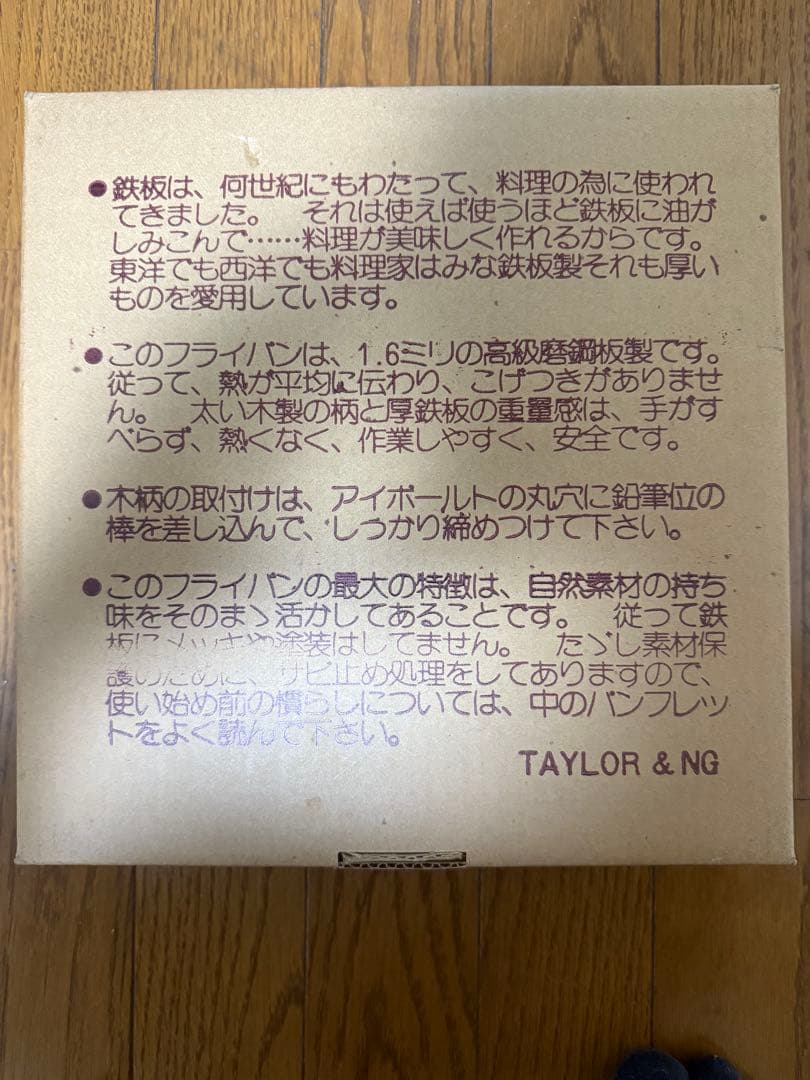 ●鉄板は、何世紀にもわたって、料理の為に使われ
てきました。　それは使えば使うほど鉄板に油が
しみこんで……料理が美味しく作れるからです。
東洋でも西洋でも料理家はみな鉄板製それも厚い
ものを愛用しています。
●このフライパンは、1.6ミリの高級磨鋼板製です。
従って、熱が平均に伝わり、こげつきがありませ
ん。　太い木製の柄と厚鉄板の重量感は、手がす
べらず、熱くなく、作業しやすく、安全です。
●木柄の取付けは、アイボールトの丸穴に鉛筆位の
棒を差し込んで、しっかり締めつけて下さい。
●このフライパンの最大の特徴は、自然素材の持ち
味をそのまゝ活かしてあることです。　従って鉄
板にメッキや塗装はしてません。　たゞし素材保
護のために、サビ止め処理をしてありますので、
使い始め前の慣らしについては、中のパンフレッ
トをよく読んで下さい。
TAYLOR & NG